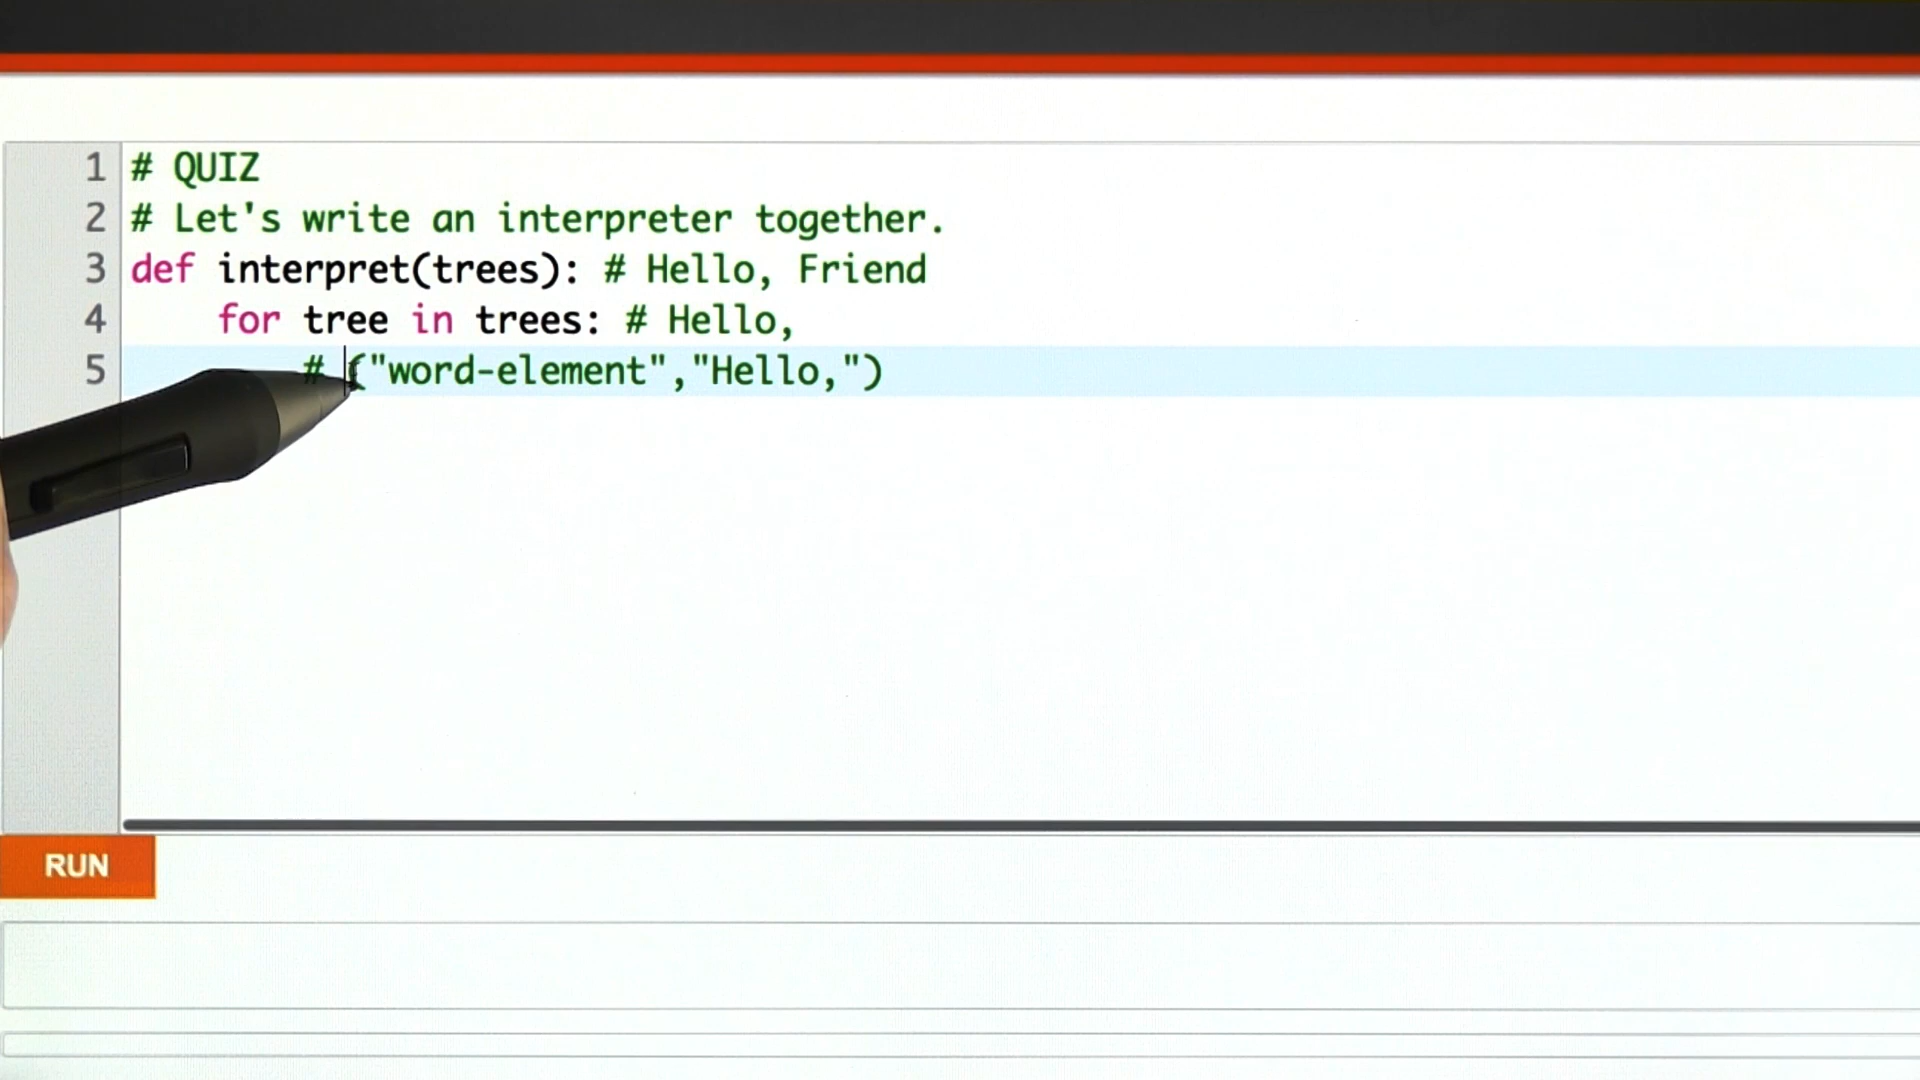 1 # QUIZ
2 # Let's write an interpreter together.
3 def interpret(trees): # Hello, Friend
4 for tree in trees: # Hello,
5 # ("word-element","Hello,")
RUN